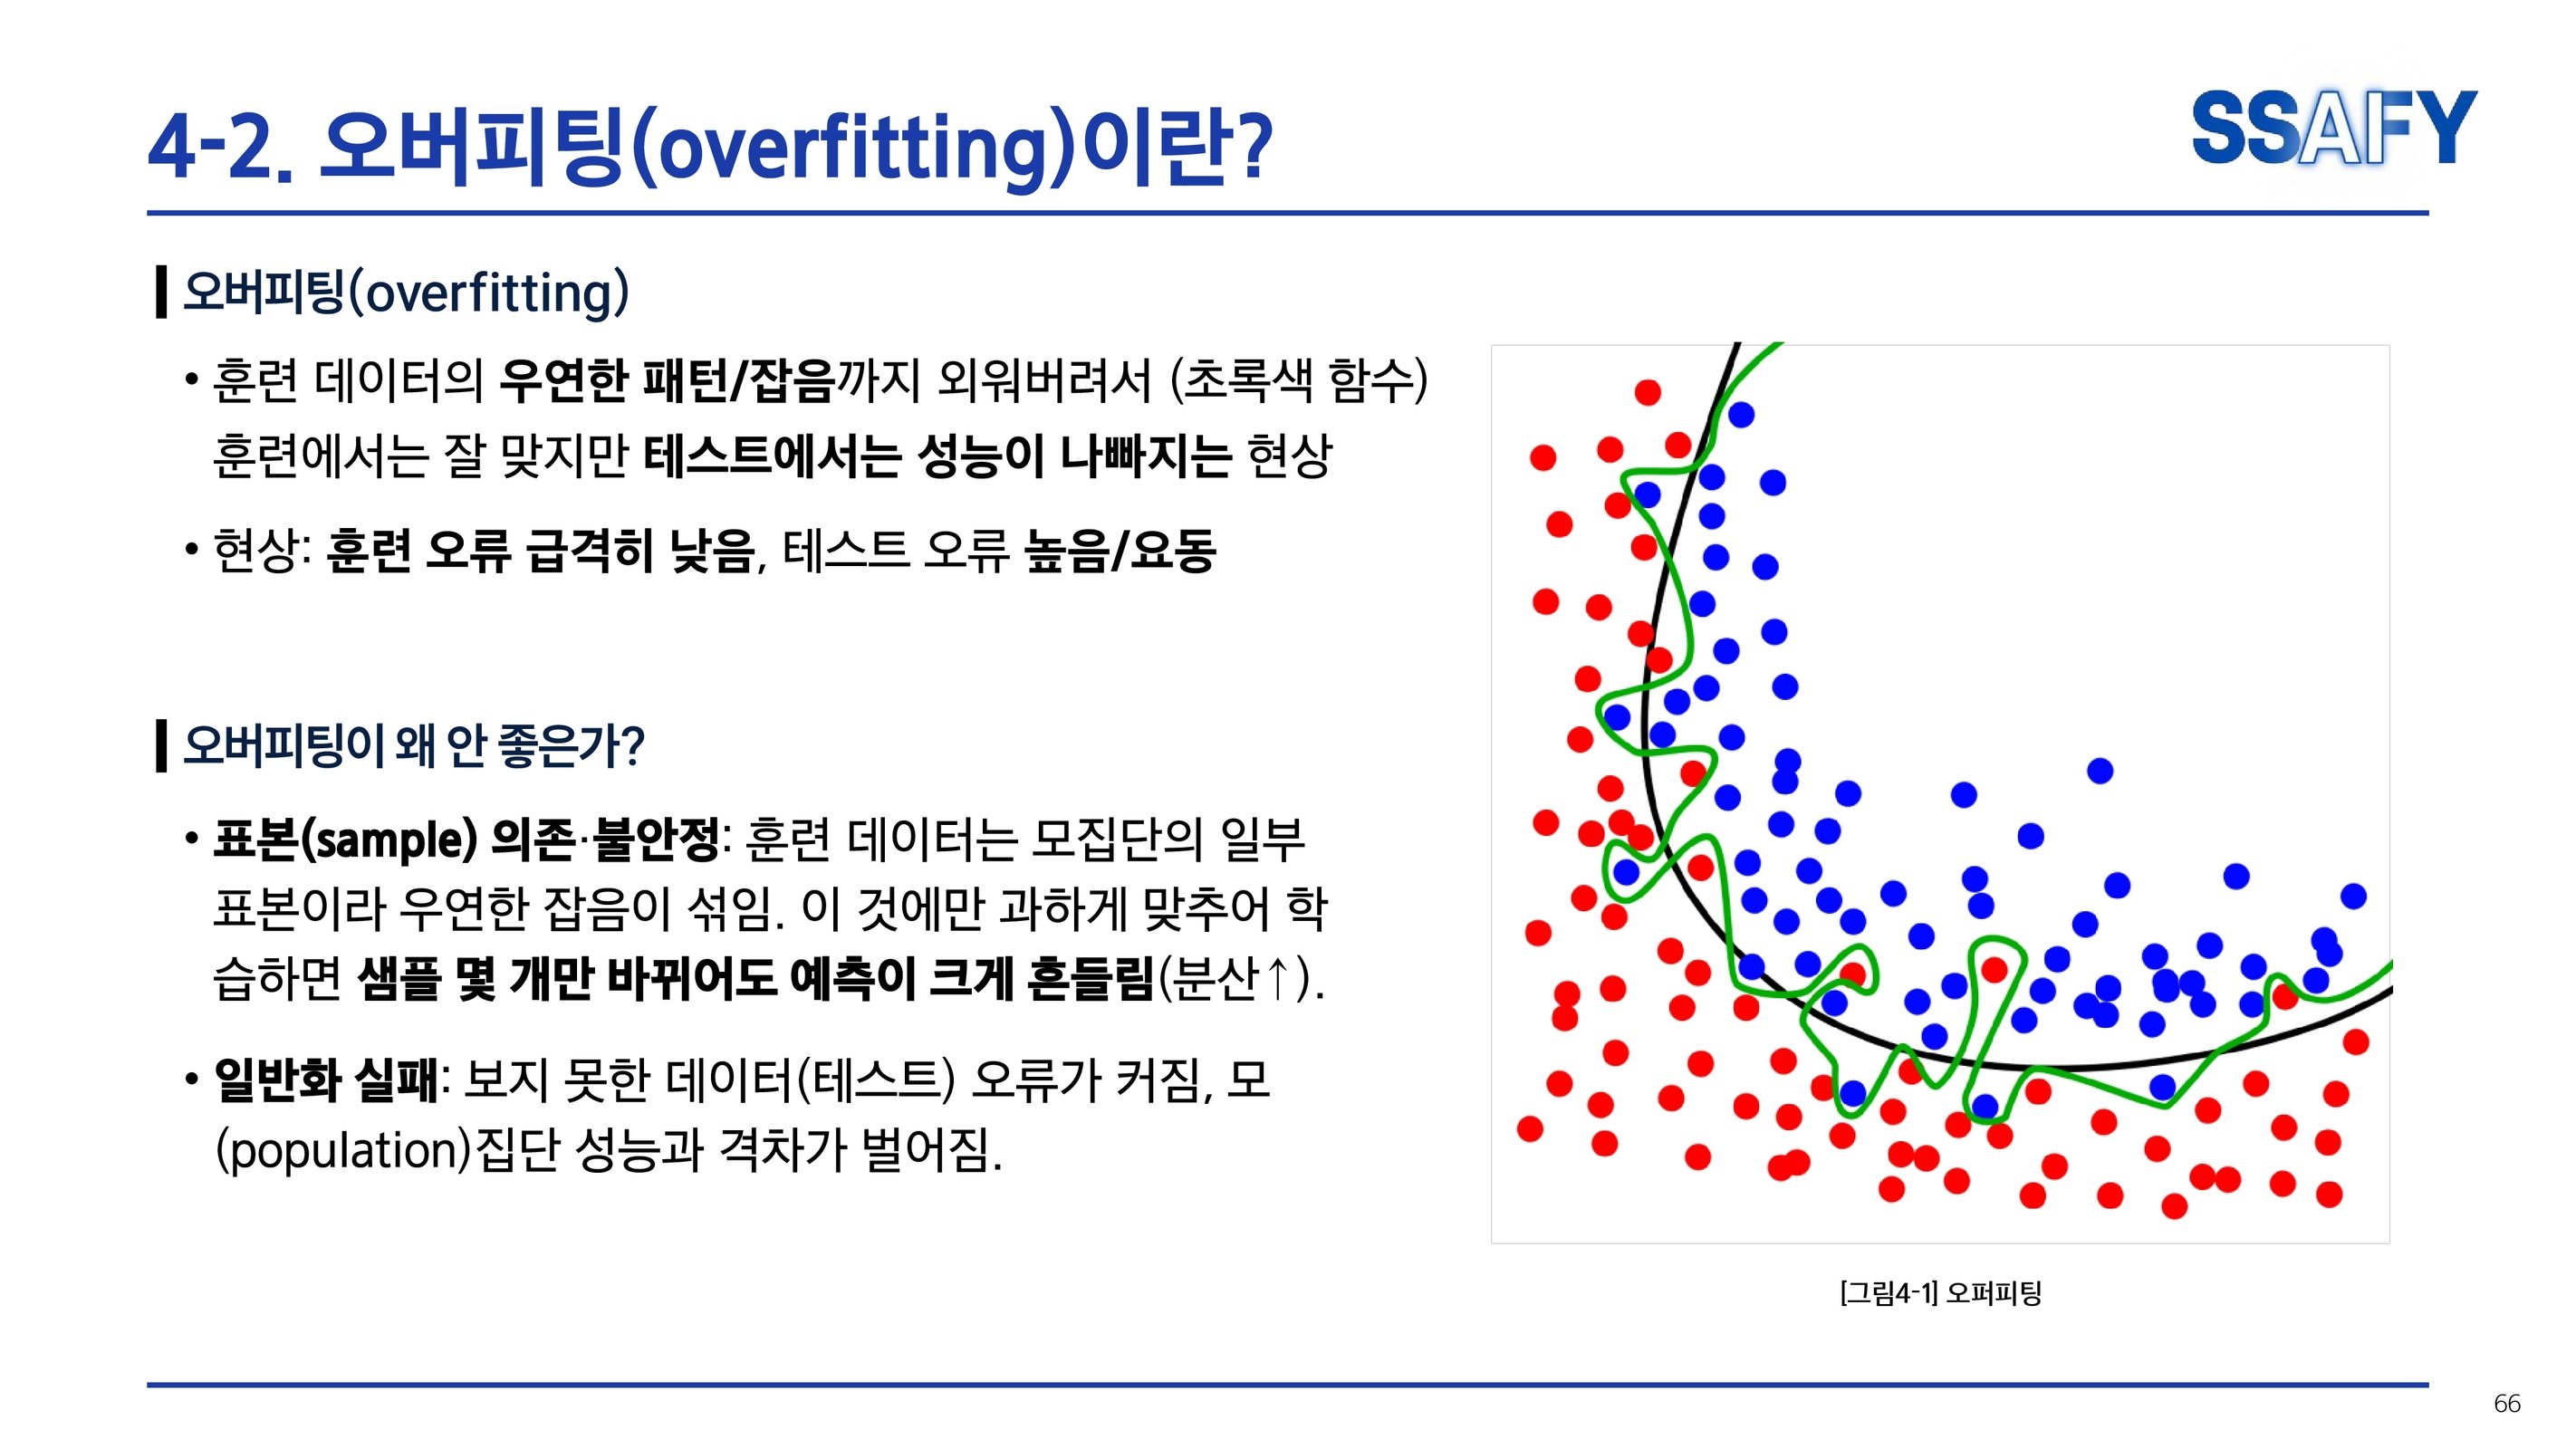 4-2. 오버피팅(overfitting)이란?
SSAFY
오버피팅(overfitting)
• 훈련 데이터의 우연한 패턴/잡음까지 외워버려서 (초록색 함수)
훈련에서는 잘 맞지만 테스트에서는 성능이 나빠지는 현상
• 현상: 훈련 오류 급격히 낮음, 테스트 오류 높음/요동
오버피팅이 왜 안 좋은가?
• 표본(sample) 의존·불안정: 훈련 데이터는 모집단의 일부
표본이라 우연한 잡음이 섞임. 이 것에만 과하게 맞추어 학
습하면 샘플 몇 개만 바뀌어도 예측이 크게 흔들림(분산↑).
• 일반화 실패: 보지 못한 데이터(테스트) 오류가 커짐, 모
(population)집단 성능과 격차가 벌어짐.
[그림4-1] 오퍼피팅
66